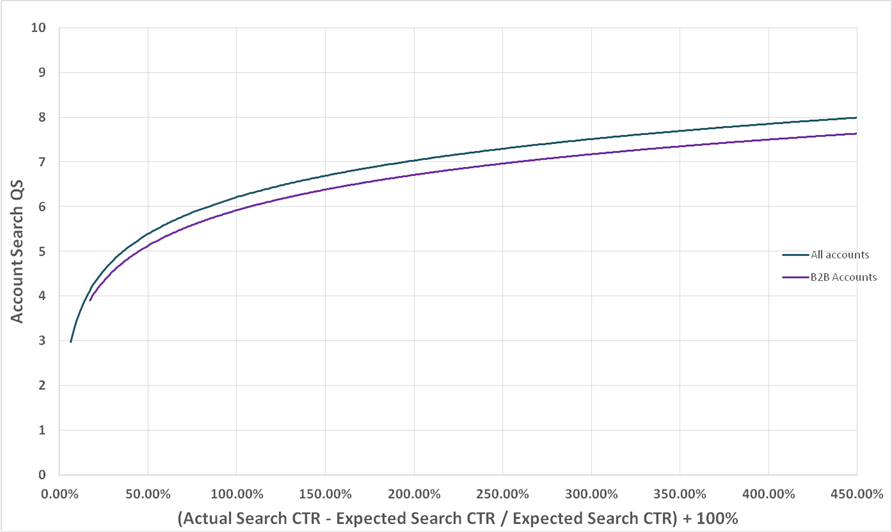 10
9
8
7
6
5
4
3
2
1
0
Account Search QS
All accounts
B2B Accounts
0.00% 50.00% 100.00% 150.00% 200.00% 250.00% 300.00% 350.00% 400.00% 450.00%
(Actual Search CTR - Expected Search CTR / Expected Search CTR) + 100%